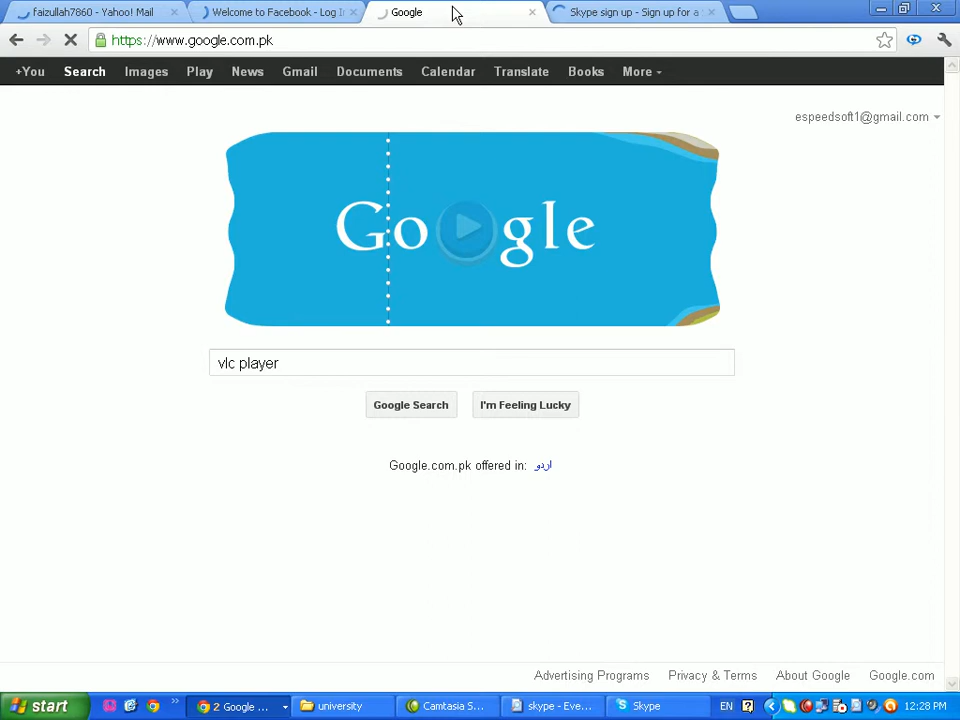 faizullah7860 - Yahoo! Mail
Welcome to Facebook - Log In
Google
Skype sign up - Sign up for a
https://www.google.com.pk
+You Search Images Play News Gmail Documents Calendar Translate Books More
espeedsoft1@gmail.com
Google
vlc player
Google Search
I'm Feeling Lucky
Google.com.pk offered in: اردو
Advertising Programs Privacy & Terms About Google Google.com
start
2 Google ...
university
Camtasia S...
skype - Eve...
Skype
EN
12:28 PM